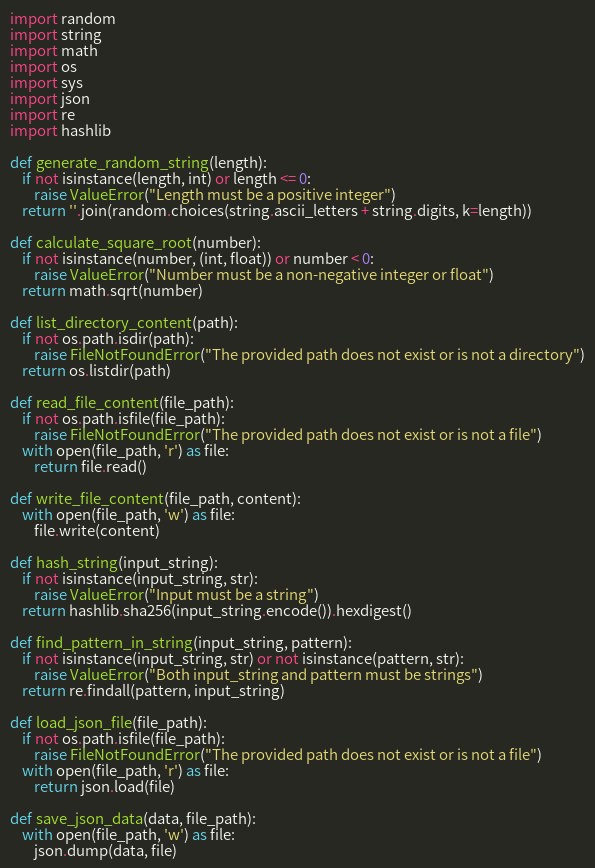 import random
import string
import math
import os
import sys
import json
import re
import hashlib

def generate_random_string(length):
    if not isinstance(length, int) or length <= 0:
        raise ValueError("Length must be a positive integer")
    return ''.join(random.choices(string.ascii_letters + string.digits, k=length))

def calculate_square_root(number):
    if not isinstance(number, (int, float)) or number < 0:
        raise ValueError("Number must be a non-negative integer or float")
    return math.sqrt(number)

def list_directory_content(path):
    if not os.path.isdir(path):
        raise FileNotFoundError("The provided path does not exist or is not a directory")
    return os.listdir(path)

def read_file_content(file_path):
    if not os.path.isfile(file_path):
        raise FileNotFoundError("The provided path does not exist or is not a file")
    with open(file_path, 'r') as file:
        return file.read()

def write_file_content(file_path, content):
    with open(file_path, 'w') as file:
        file.write(content)

def hash_string(input_string):
    if not isinstance(input_string, str):
        raise ValueError("Input must be a string")
    return hashlib.sha256(input_string.encode()).hexdigest()

def find_pattern_in_string(input_string, pattern):
    if not isinstance(input_string, str) or not isinstance(pattern, str):
        raise ValueError("Both input_string and pattern must be strings")
    return re.findall(pattern, input_string)

def load_json_file(file_path):
    if not os.path.isfile(file_path):
        raise FileNotFoundError("The provided path does not exist or is not a file")
    with open(file_path, 'r') as file:
        return json.load(file)

def save_json_data(data, file_path):
    with open(file_path, 'w') as file:
        json.dump(data, file)